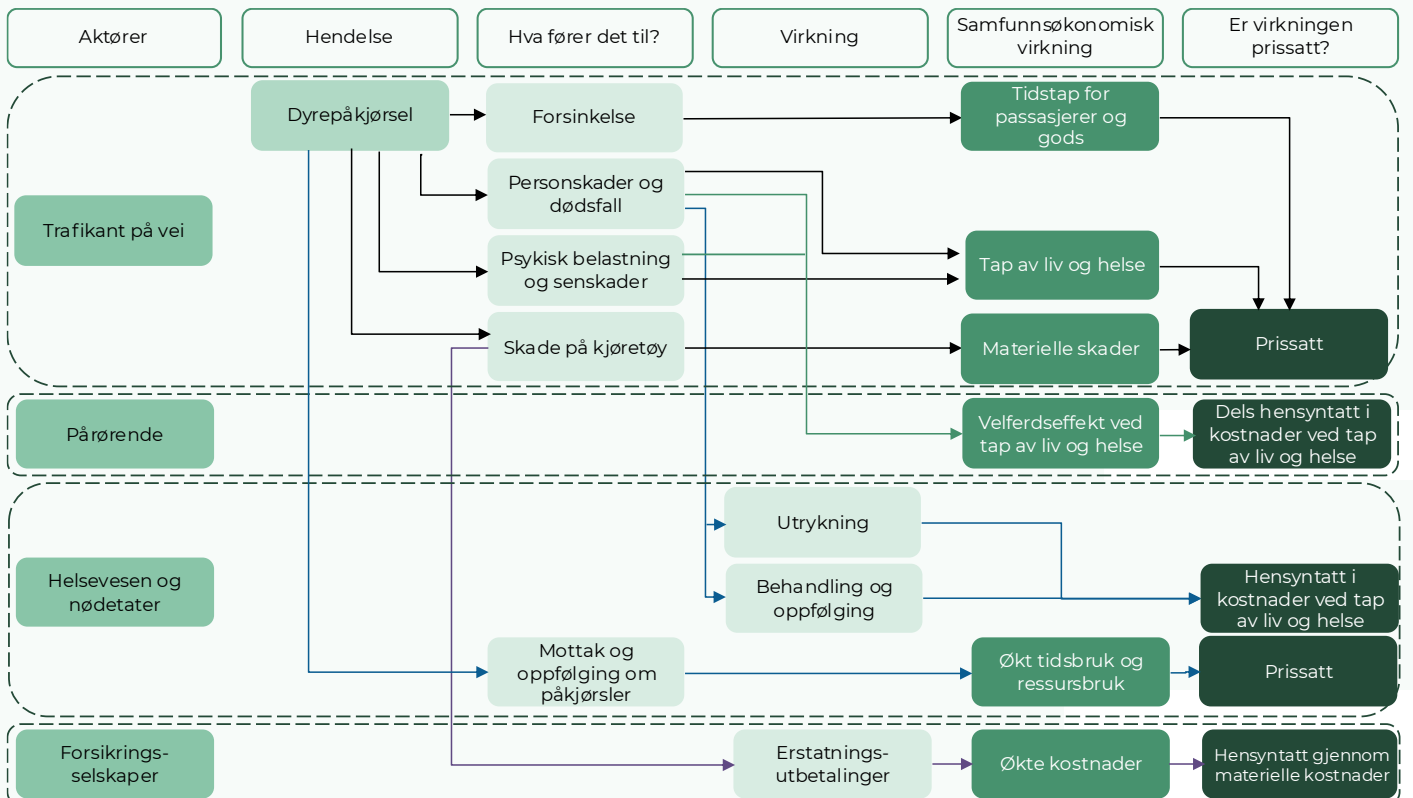 Aktører
Hendelse
Hva fører det til?
Virkning
Samfunnsøkonomisk
virkning
Er virkningen
prissatt?
Trafikant på vei
Dyrepåkjørsel
Forsinkelse
Tidstap for
passasjerer og
gods
Personskader og
dødsfall
Psykisk belastning
og senskader
Tap av liv og helse
Skade på kjøretøy
Materielle skader
Prissatt
Pårørende
Velferdseffekt ved
tap av liv og helse
Dels hensyntatt i
kostnader ved tap
av liv og helse
Helsevesen og
nødetater
Utrykning
Behandling og
oppfølging
Hensyntatt i
kostnader ved tap
av liv og helse
Mottak og
oppfølging om
påkjørsler
Økt tidsbruk og
ressursbruk
Prissatt
Forsikrings-
selskaper
Erstatnings-
utbetalinger
Økte kostnader
Hensyntatt gjennom
materielle kostnader